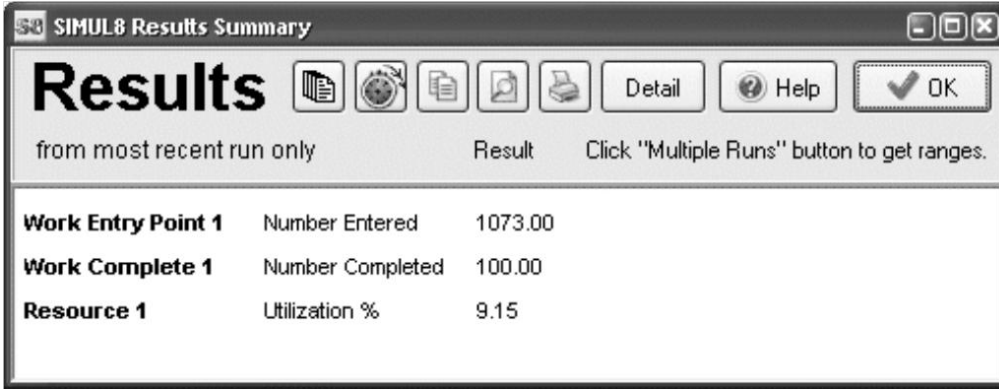 S8 SIMUL8 Results Summary
Results Detail Help OK
from most recent run only Result Click "Multiple Runs" button to get ranges.
Work Entry Point 1 Number Entered 1073.00
Work Complete 1 Number Completed 100.00
Resource 1 Utilization % 9.15